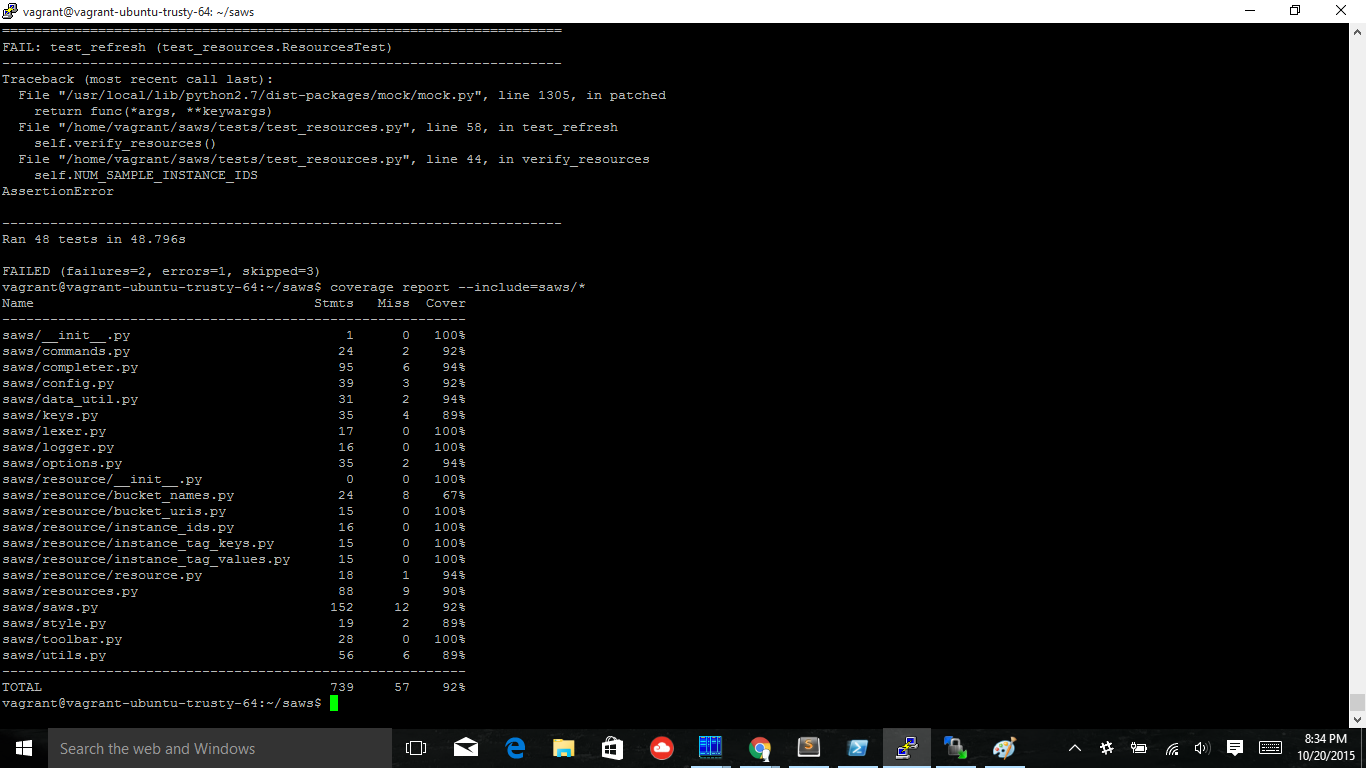 vagrant@vagrant-ubuntu-trusty-64: ~/saws
======================================================================
FAIL: test_refresh (test_resources.ResourcesTest)
----------------------------------------------------------------------
Traceback (most recent call last):
  File "/usr/local/lib/python2.7/dist-packages/mock/mock.py", line 1305, in patched
    return func(*args, **keywargs)
  File "/home/vagrant/saws/tests/test_resources.py", line 58, in test_refresh
    self.verify_resources()
  File "/home/vagrant/saws/tests/test_resources.py", line 44, in verify_resources
    self.NUM_SAMPLE_INSTANCE_IDS
AssertionError
----------------------------------------------------------------------
Ran 48 tests in 48.796s
FAILED (failures=2, errors=1, skipped=3)
vagrant@vagrant-ubuntu-trusty-64:~/saws$ coverage report --include=saws/*
Name                                   Stmts   Miss  Cover
----------------------------------------------------------
saws/__init__.py                           1      0   100%
saws/commands.py                          24      2    92%
saws/completer.py                         95      6    94%
saws/config.py                            39      3    92%
saws/data_util.py                         31      2    94%
saws/keys.py                              35      4    89%
saws/lexer.py                             17      0   100%
saws/logger.py                            16      0   100%
saws/options.py                           35      2    94%
saws/resource/__init__.py                  0      0   100%
saws/resource/bucket_names.py             24      8    67%
saws/resource/bucket_uris.py              15      0   100%
saws/resource/instance_ids.py             16      0   100%
saws/resource/instance_tag_keys.py        15      0   100%
saws/resource/instance_tag_values.py      15      0   100%
saws/resource/resource.py                 18      1    94%
saws/resources.py                         88      9    90%
saws/saws.py                             152     12    92%
saws/style.py                             19      2    89%
saws/toolbar.py                           28      0   100%
saws/utils.py                             56      6    89%
----------------------------------------------------------
TOTAL                                    739     57    92%
vagrant@vagrant-ubuntu-trusty-64:~/saws$
Search the web and Windows
8:34 PM
10/20/2015